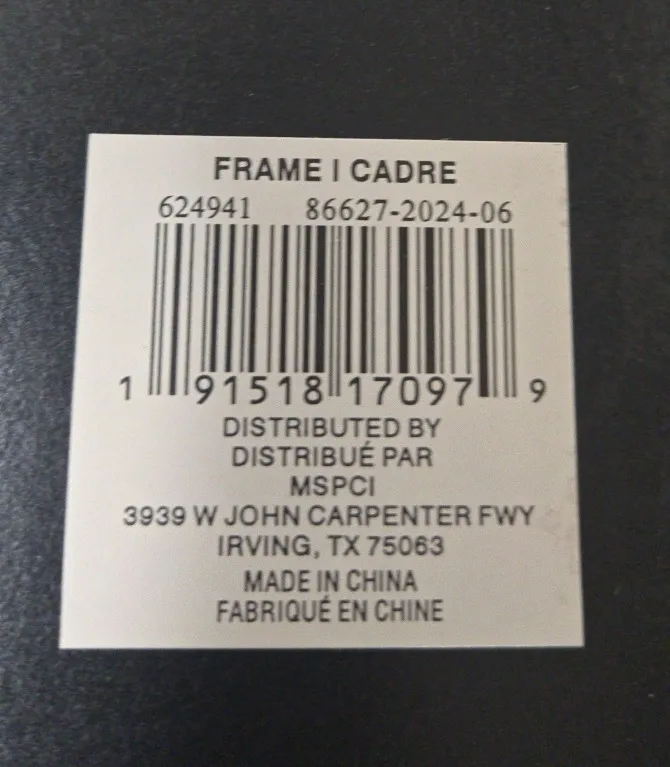 FRAME | CADRE
624941 86627-2024-06
1 91518 17097 9
DISTRIBUTED BY
DISTRIBUÉ PAR
MSPCI
3939 W JOHN CARPENTER FWY
IRVING, TX 75063
MADE IN CHINA
FABRIQUÉ EN CHINE